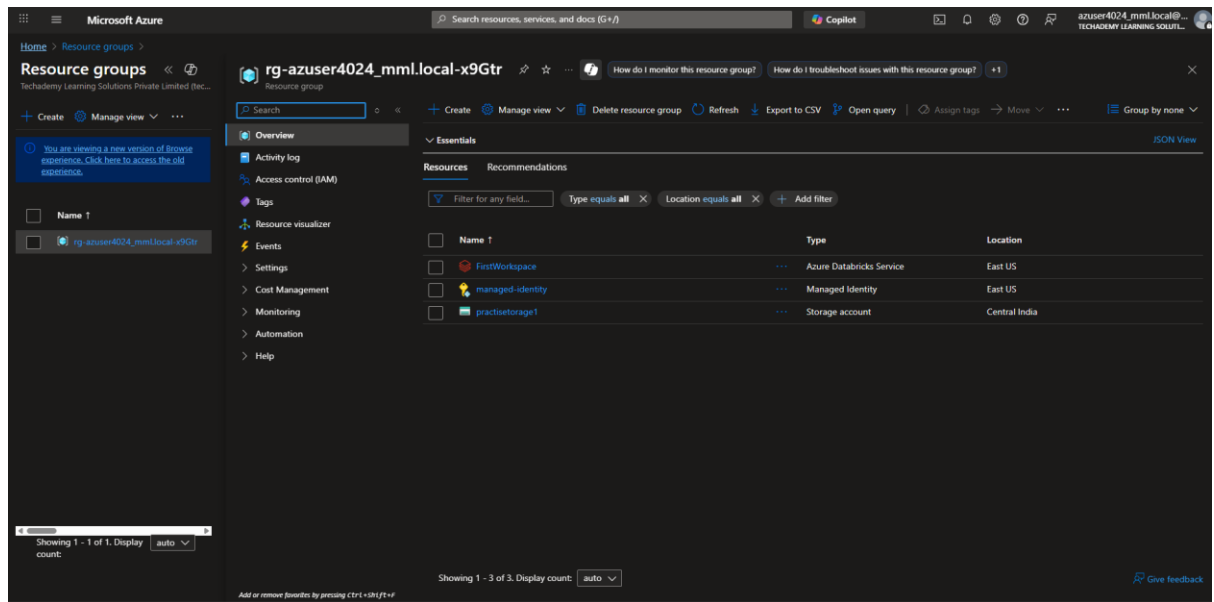 Microsoft Azure
Search resources, services, and docs (G+/)
Copilot
azuser4024_mml.local@...
TECHADEMY LEARNING SOLUTI...
Home > Resource groups >
Resource groups
Techademy Learning Solutions Private Limited (tec...
+ Create Manage view ...
You are viewing a new version of Browse
experience. Click here to access the old
experience.
Name ↑
rg-azuser4024_mml.local-x9Gtr
Showing 1 - 1 of 1. Display auto
count:
rg-azuser4024_mml.local-x9Gtr
Resource group
How do I monitor this resource group?
How do I troubleshoot issues with this resource group?
+1
Search
Overview
Activity log
Access control (IAM)
Tags
Resource visualizer
Events
Settings
Cost Management
Monitoring
Automation
Help
Add or remove favorites by pressing Ctrl+Shift+F
+ Create Manage view Delete resource group Refresh Export to CSV Open query | Assign tags Move ... Group by none
Essentials
JSON View
Resources Recommendations
Filter for any field... Type equals all Location equals all Add filter
Name ↑ Type Location
FirstWorkspace ... Azure Databricks Service East US
managed-identity ... Managed Identity East US
practisetorage1 ... Storage account Central India
Showing 1 - 3 of 3. Display count: auto
Give feedback